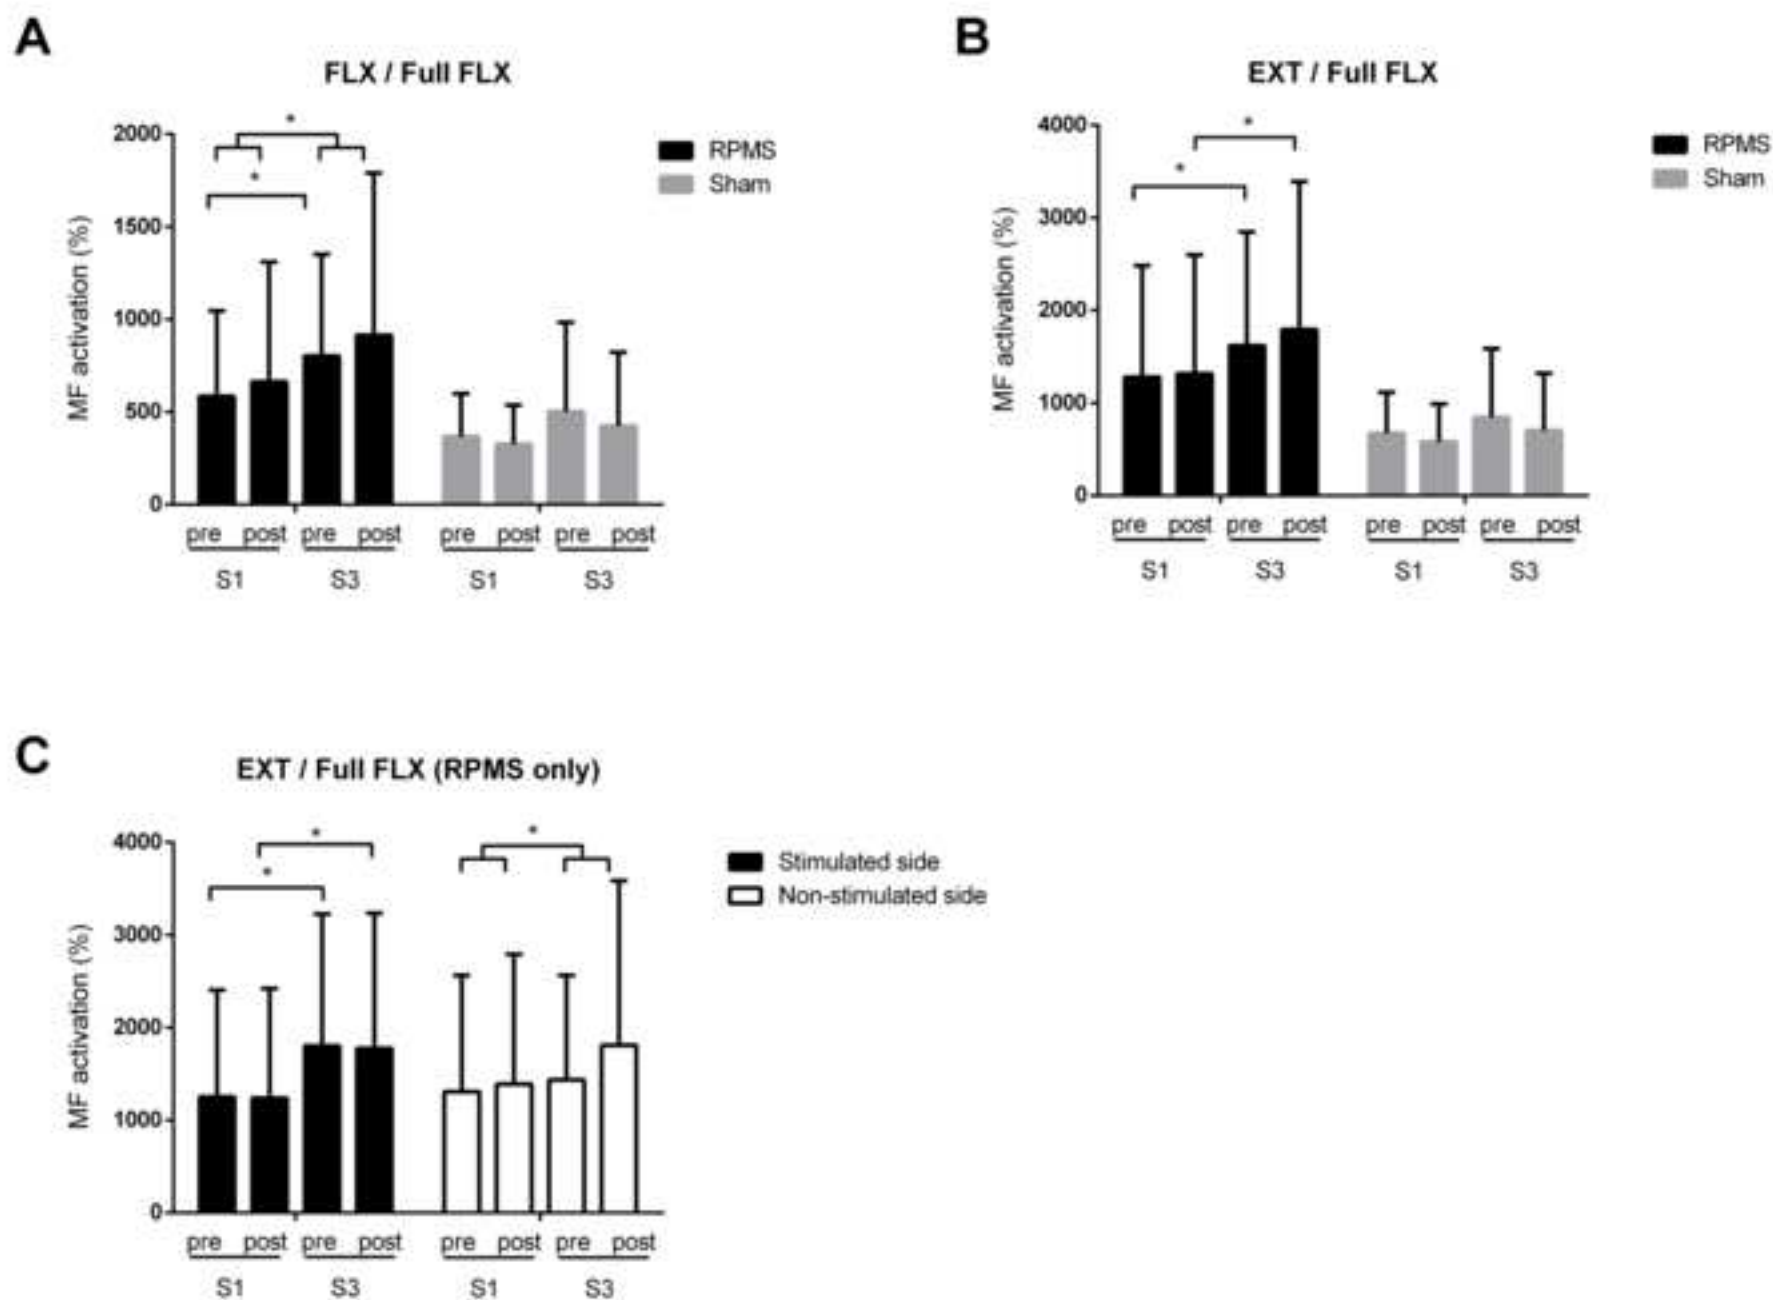 A
FLX / Full FLX
*
*
2000
1500
1000
500
0
MF activation (%)
RPMS
Sham
pre post pre post pre post pre post
S1 S3 S1 S3
B
EXT / Full FLX
*
*
4000
3000
2000
1000
0
MF activation (%)
RPMS
Sham
pre post pre post pre post pre post
S1 S3 S1 S3
C
EXT / Full FLX (RPMS only)
* *
*
4000
3000
2000
1000
0
MF activation (%)
Stimulated side
Non-stimulated side
pre post pre post pre post pre post
S1 S3 S1 S3